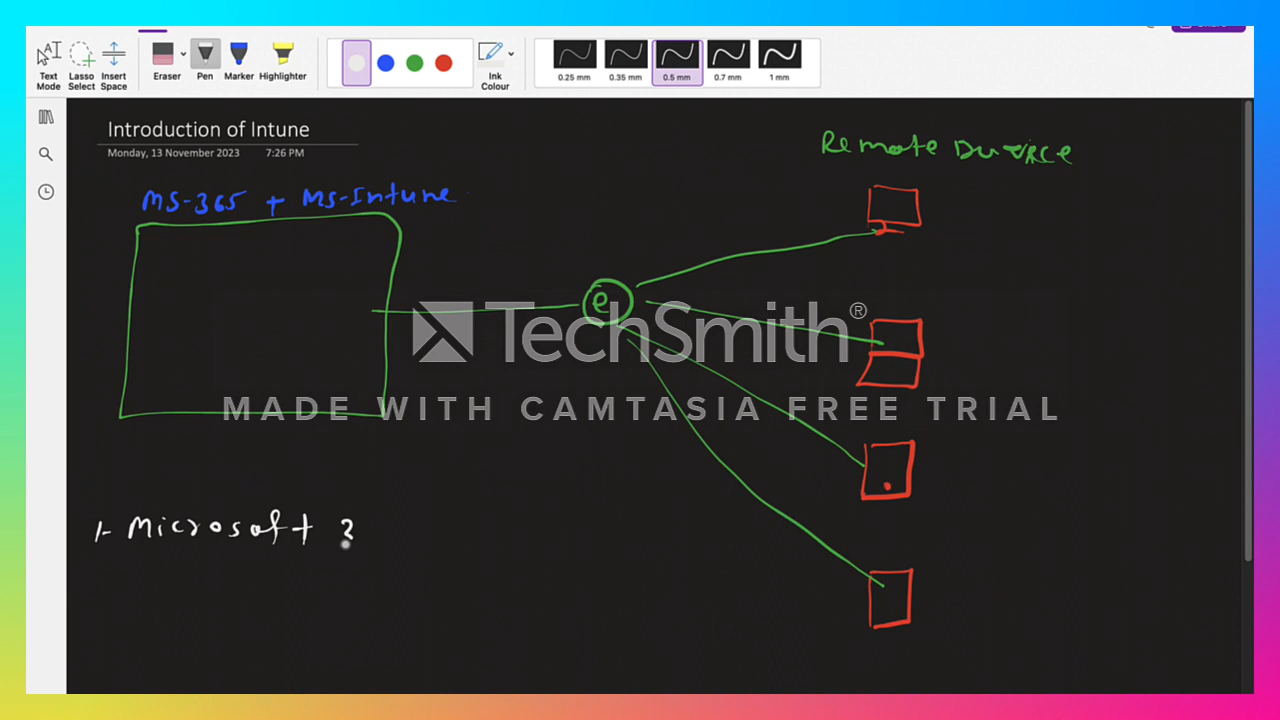 Text Mode
Lasso Select
Insert Space
Eraser
Pen
Marker
Highlighter
Ink Colour
0.25 mm
0.35 mm
0.5 mm
0.7 mm
1 mm
Introduction of Intune
Monday, 13 November 2023 7:26 PM
Remote
MS-365 + MS-Intune
e
TechSmith®
MADE WITH CAMTASIA FREE TRIAL
1- Microsoft 3